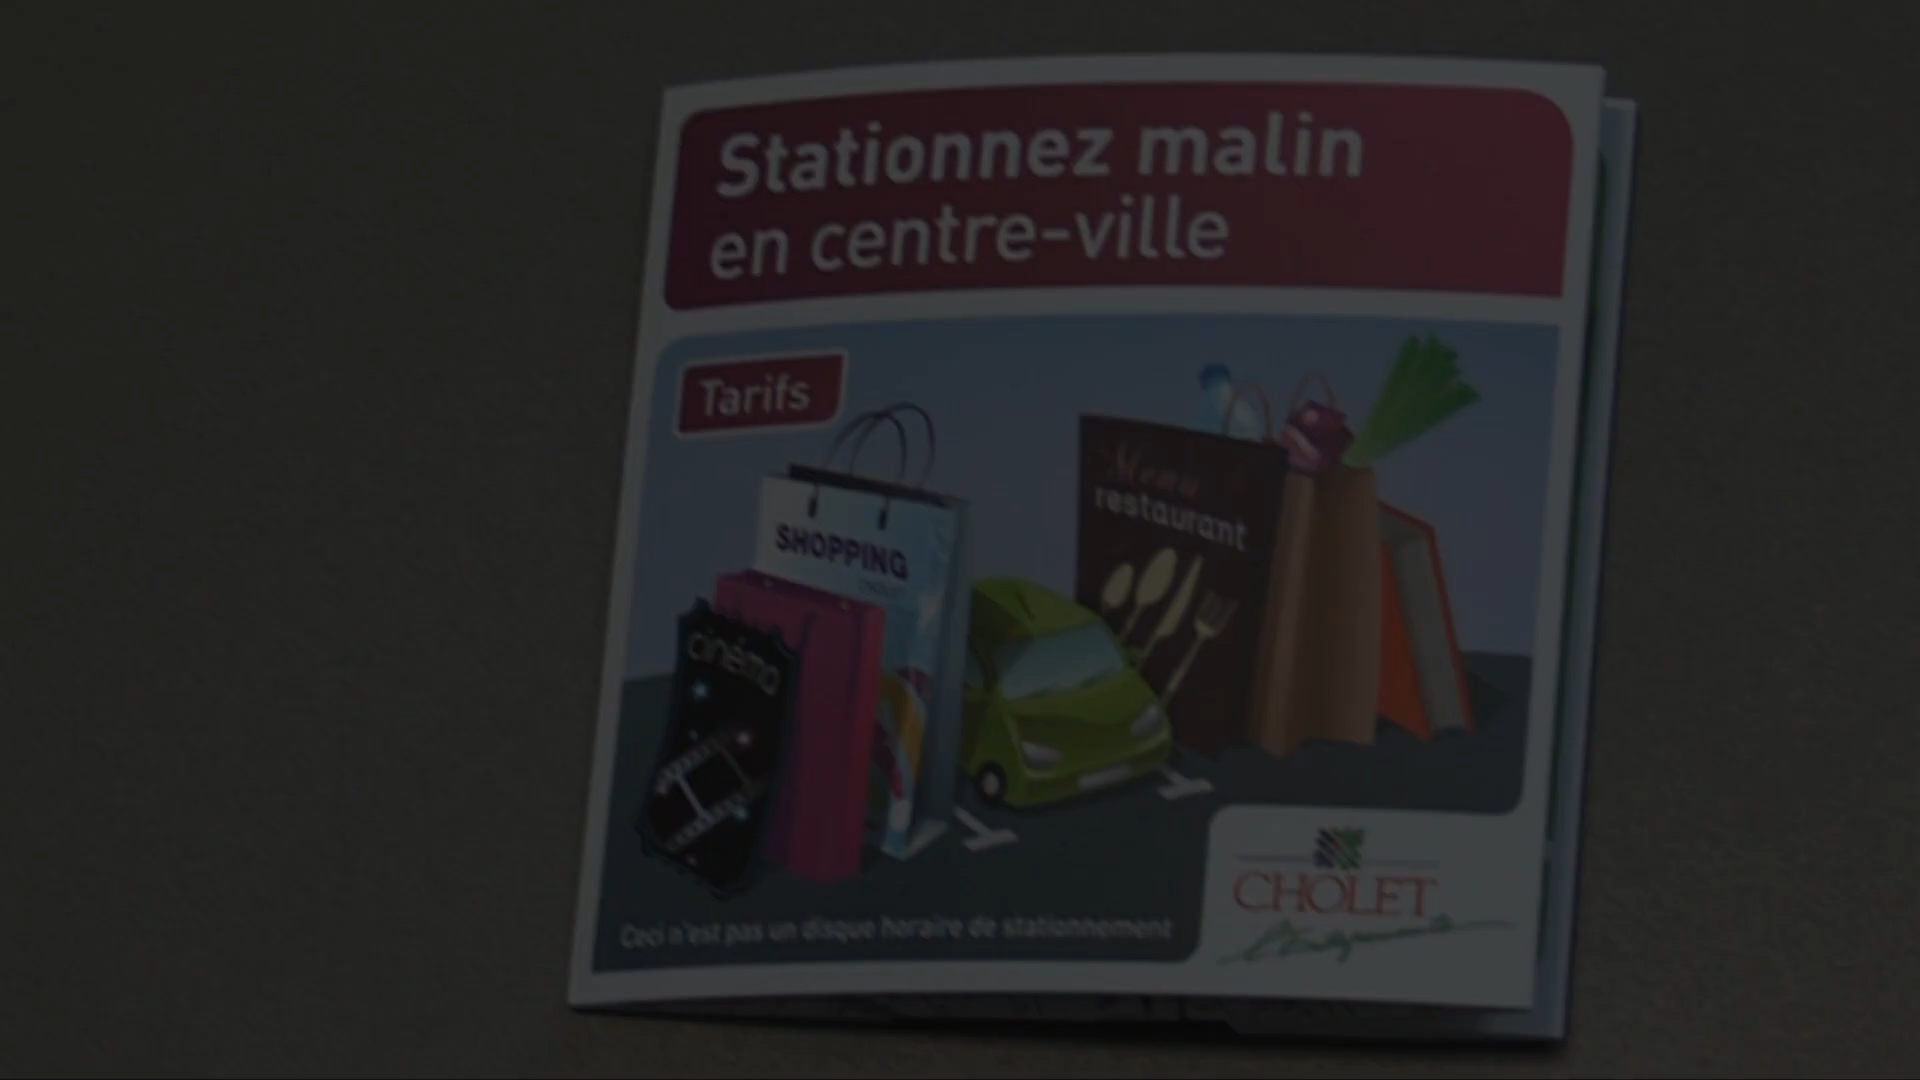 Stationnez malin
en centre-ville
Tarifs
Menu
restaurant
SHOPPING
cinéma
CHOLET
Ceci n'est pas un disque horaire de stationnement